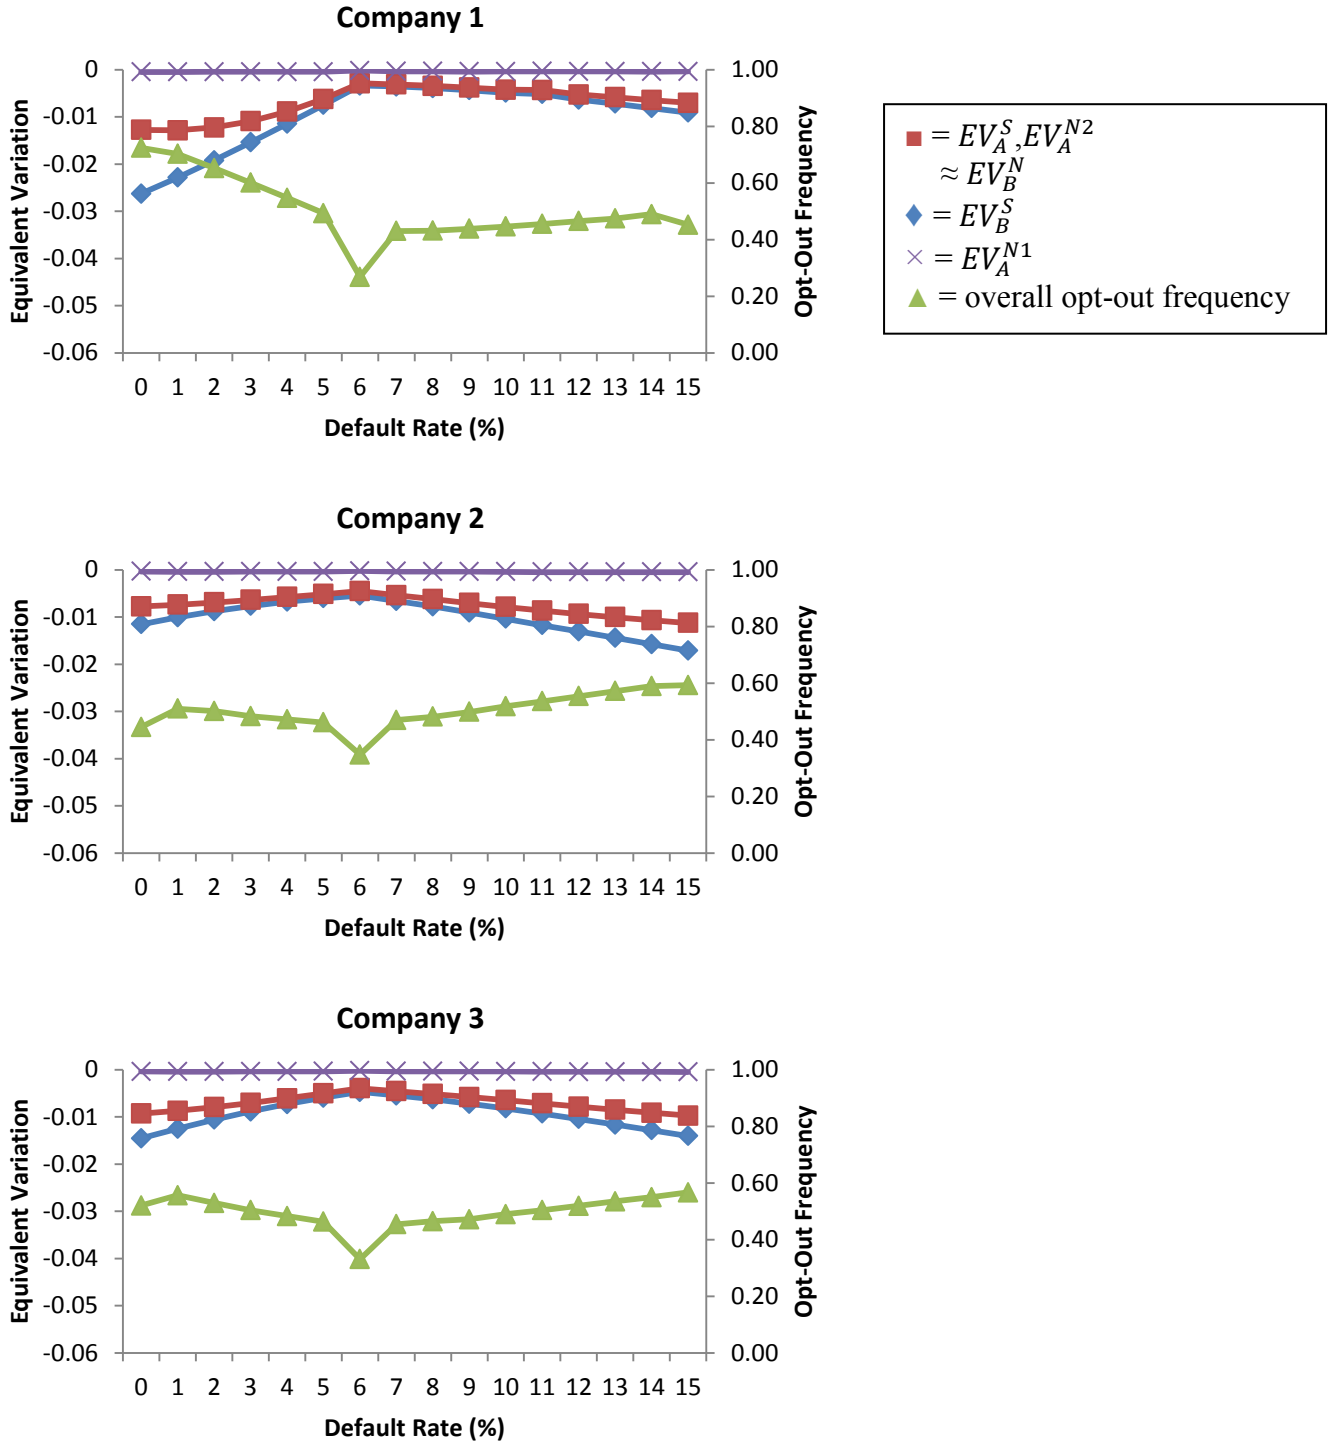 Company 1
0
-0.01
-0.02
-0.03
-0.04
-0.05
-0.06
Equivalent Variation
1.00
0.80
0.60
0.40
0.20
0.00
Opt-Out Frequency
0 1 2 3 4 5 6 7 8 9 10 11 12 13 14 15
Default Rate (%)
= EV_A^S, EV_A^{N2}
≈ EV_B^N
= EV_B^S
= EV_A^{N1}
= overall opt-out frequency
Company 2
0
-0.01
-0.02
-0.03
-0.04
-0.05
-0.06
Equivalent Variation
1.00
0.80
0.60
0.40
0.20
0.00
Opt-Out Frequency
0 1 2 3 4 5 6 7 8 9 10 11 12 13 14 15
Default Rate (%)
Company 3
0
-0.01
-0.02
-0.03
-0.04
-0.05
-0.06
Equivalent Variation
1.00
0.80
0.60
0.40
0.20
0.00
Opt-Out Frequency
0 1 2 3 4 5 6 7 8 9 10 11 12 13 14 15
Default Rate (%)